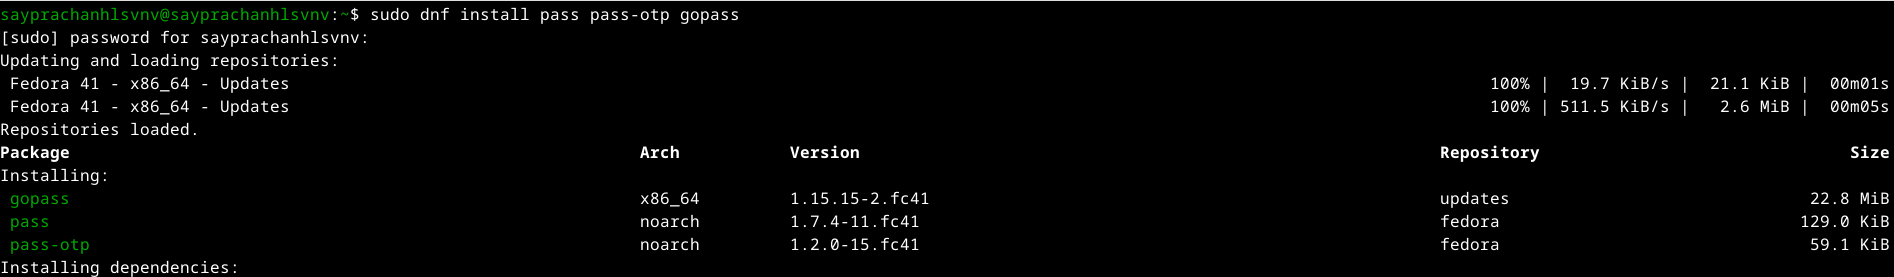 sayprachanhlsvnv@sayprachanhlsvnv:~$ sudo dnf install pass pass-otp gopass
[sudo] password for sayprachanhlsvnv:
Updating and loading repositories:
Fedora 41 - x86_64 - Updates 100% | 19.7 KiB/s | 21.1 KiB | 00m01s
Fedora 41 - x86_64 - Updates 100% | 511.5 KiB/s | 2.6 MiB | 00m05s
Repositories loaded.
Package Arch Version Repository Size
Installing:
gopass x86_64 1.15.15-2.fc41 updates 22.8 MiB
pass noarch 1.7.4-11.fc41 fedora 129.0 KiB
pass-otp noarch 1.2.0-15.fc41 fedora 59.1 KiB
Installing dependencies: